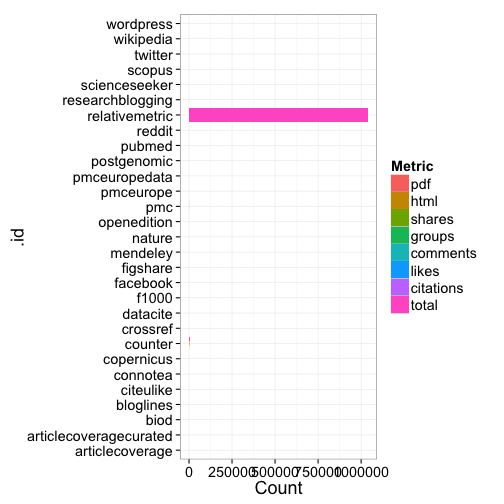 wordpress
wikipedia
twitter
scopus
scienceseeker
researchblogging
relativemetric
reddit
pubmed
postgenomic
pmceuropedata
pmceurope
pmc
openedition
nature
mendeley
figshare
facebook
f1000
datacite
crossref
counter
copernicus
connotea
citeulike
bloglines
biod
articlecoveragecurated
articlecoverage
.id
0 250000 500000 750000 1000000
Count
Metric
pdf
html
shares
groups
comments
likes
citations
total